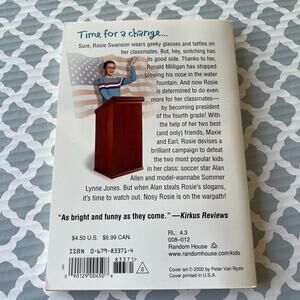 Time for a change...
Sure, Rosie Swanson wears geeky glasses and tattles on
her classmates. But, hey, snitching has
its good side. Thanks to her,
Ronald Milligan has stopped
blowing his nose in the water
fountain. And now Rosie
is determined to do even
more for her classmates—
by becoming president
of the fourth grade! With
the help of her two best
(and only) friends, Maxie
and Earl, Rosie devises a
brilliant campaign to defeat
the two most popular kids
in her class: soccer star Alan
Allen and model-wannabe Summer
Lynne Jones. But when Alan steals Rosie's slogans,
it's time to watch out. Nosy Rosie is on the warpath!
"As bright and funny as they come." —Kirkus Reviews
$4.50 U.S. $6.99 CAN.
ISBN 0-679-83371-4
83371
S
RL: 4.3
008–012
Random House
www.randomhouse.com/kids
Cover art © 2000 by Peter Van Ryzin
Printed in the U.S.A.